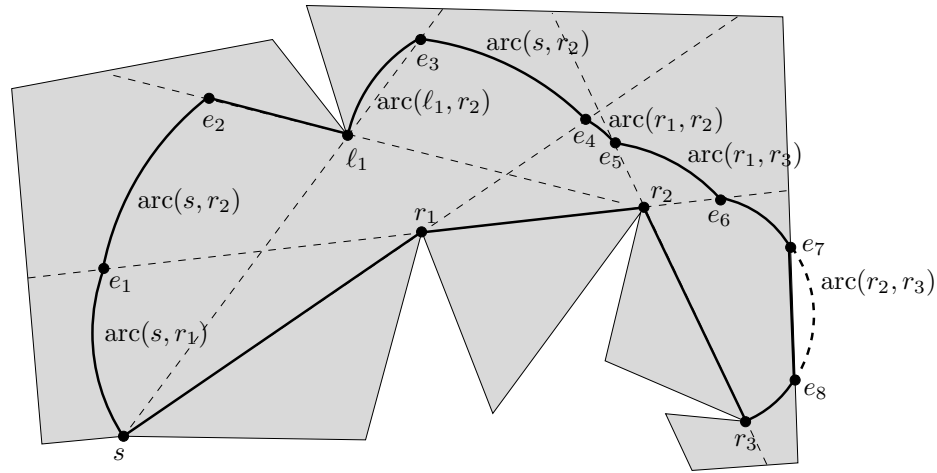 e₃
arc(s, r₂)
arc(ℓ₁, r₂)
e₂
e₄
arc(r₁, r₂)
ℓ₁
e₅
arc(r₁, r₃)
arc(s, r₂)
r₁
r₂
e₆
e₇
e₁
arc(r₂, r₃)
arc(s, r₁)
e₈
r₃
s